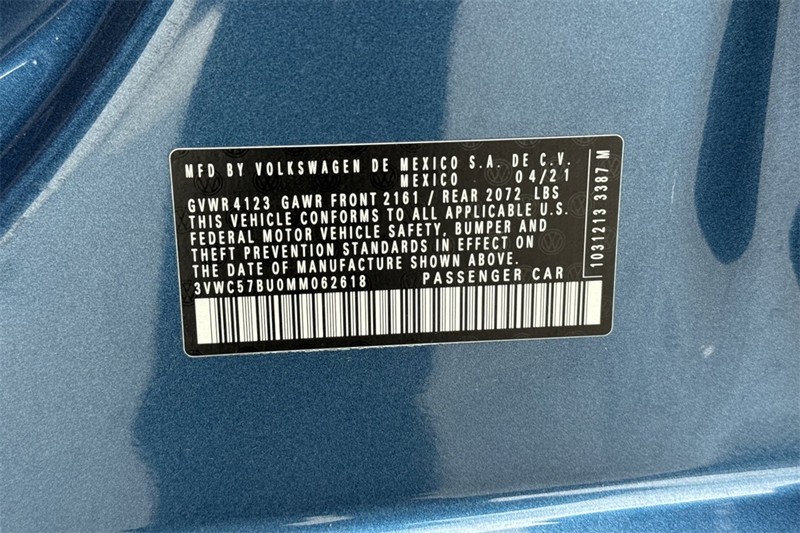 MFD BY VOLKSWAGEN DE MEXICO S.A. DE C.V.
MEXICO 04/21
GVWR 4123 GAWR FRONT 2161 / REAR 2072 LBS
THIS VEHICLE CONFORMS TO ALL APPLICABLE U.S.
FEDERAL MOTOR VEHICLE SAFETY, BUMPER AND
THEFT PREVENTION STANDARDS IN EFFECT ON
THE DATE OF MANUFACTURE SHOWN ABOVE.
3VWC57BU0MM062618 PASSENGER CAR
1031213 3387 M